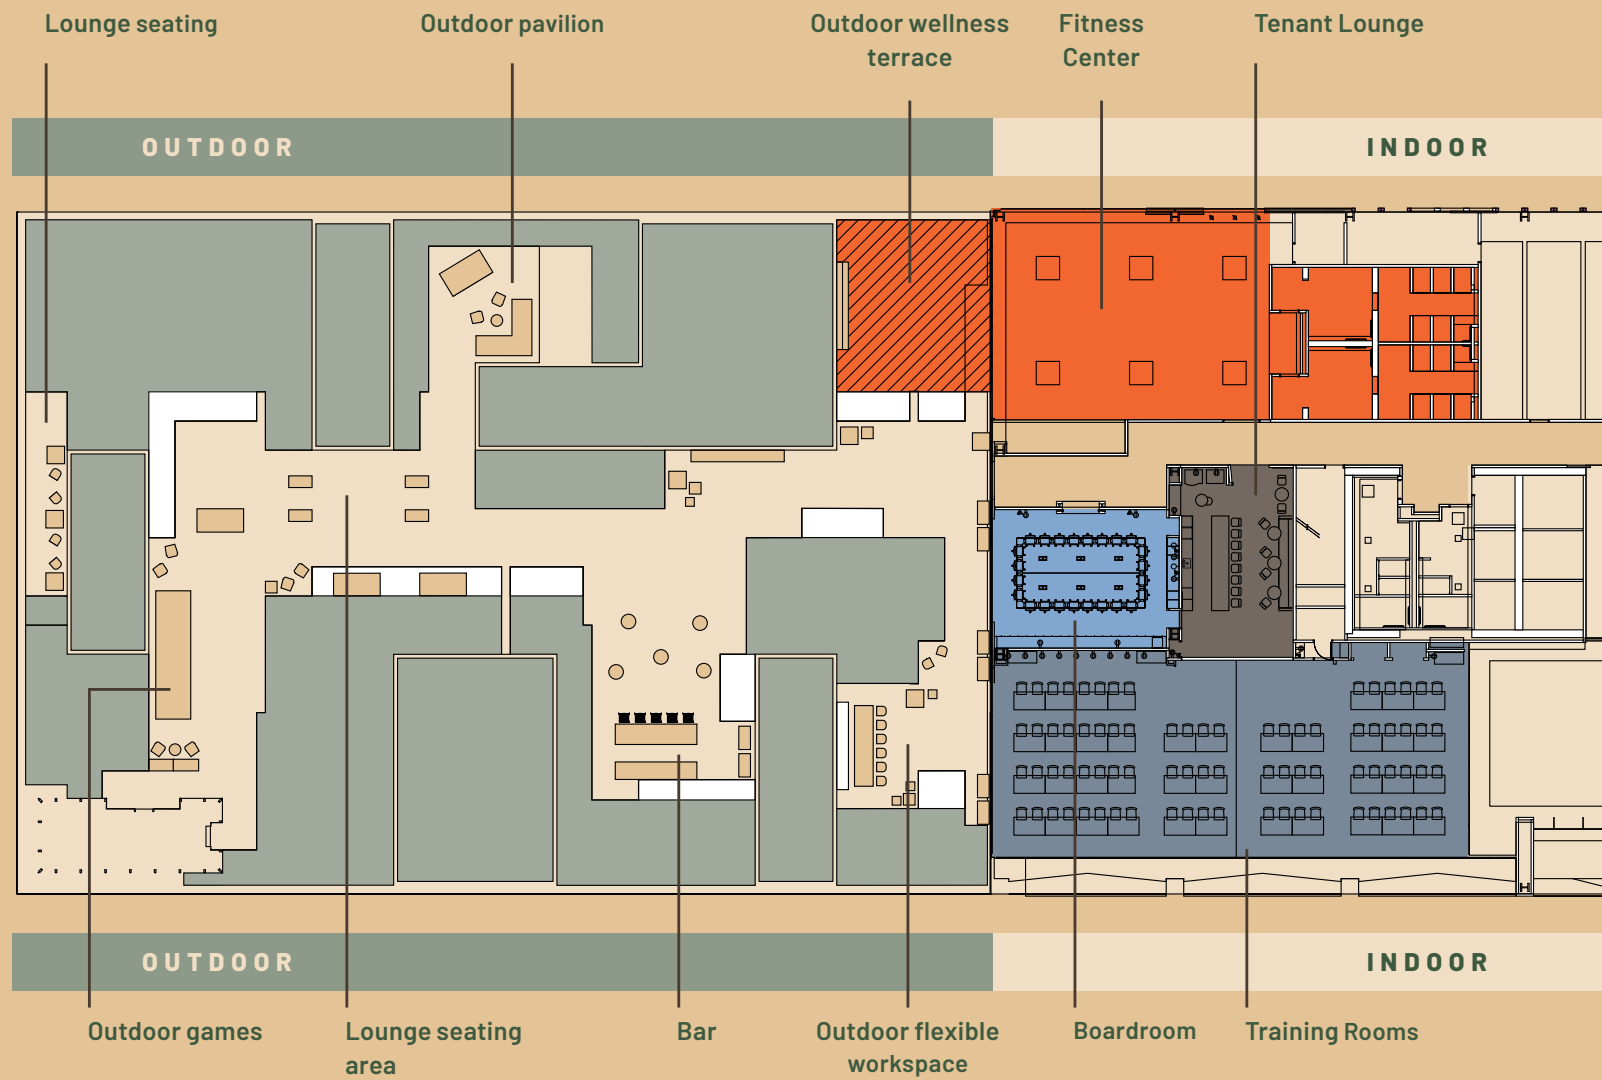 Lounge seating
Outdoor pavilion
Outdoor wellness
terrace
Fitness
Center
Tenant Lounge
OUTDOOR
INDOOR
OUTDOOR
INDOOR
Outdoor games
Lounge seating
area
Bar
Outdoor flexible
workspace
Boardroom
Training Rooms